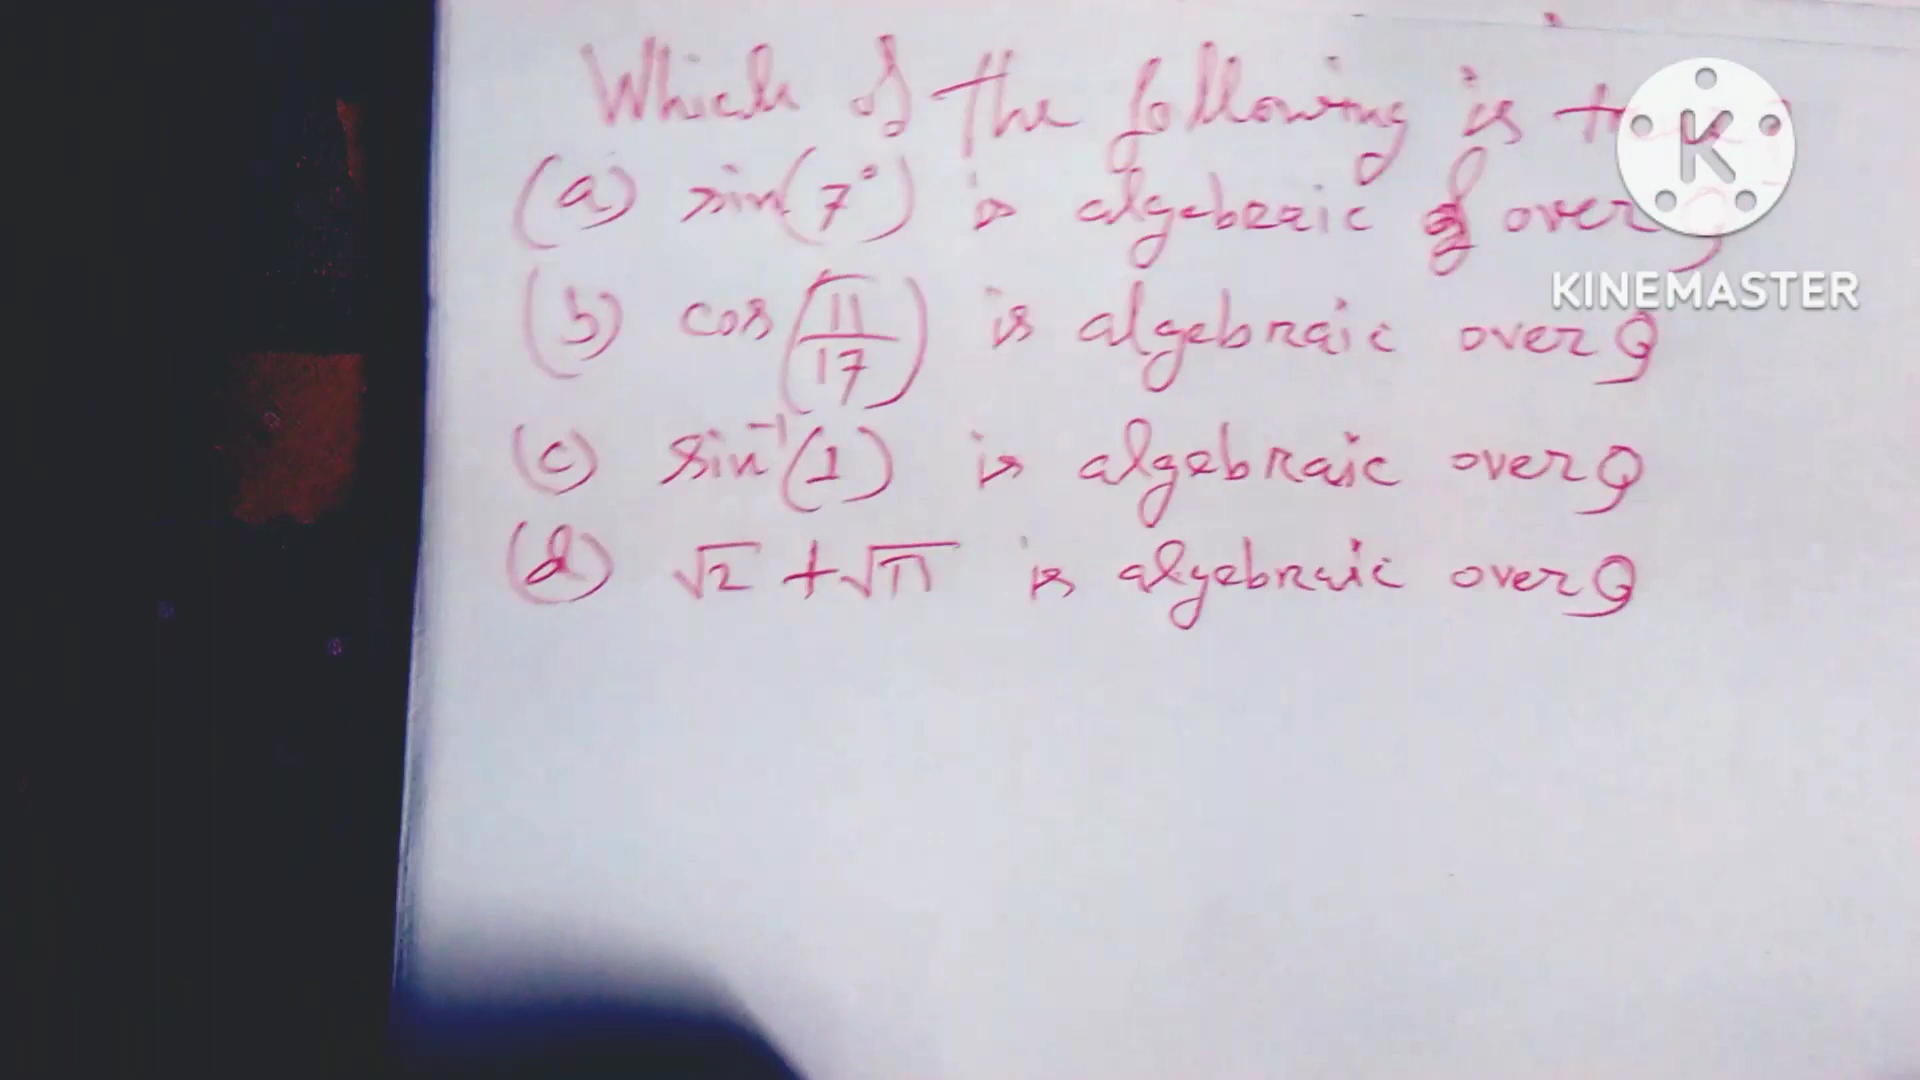 Which of the following is
(a) sin(7°) is algebraic over
(b) cos(π/17) is algebraic over Q
(c) sin⁻¹(1) is algebraic over Q
(d) √2 + √π is algebraic over Q
KINEMASTER